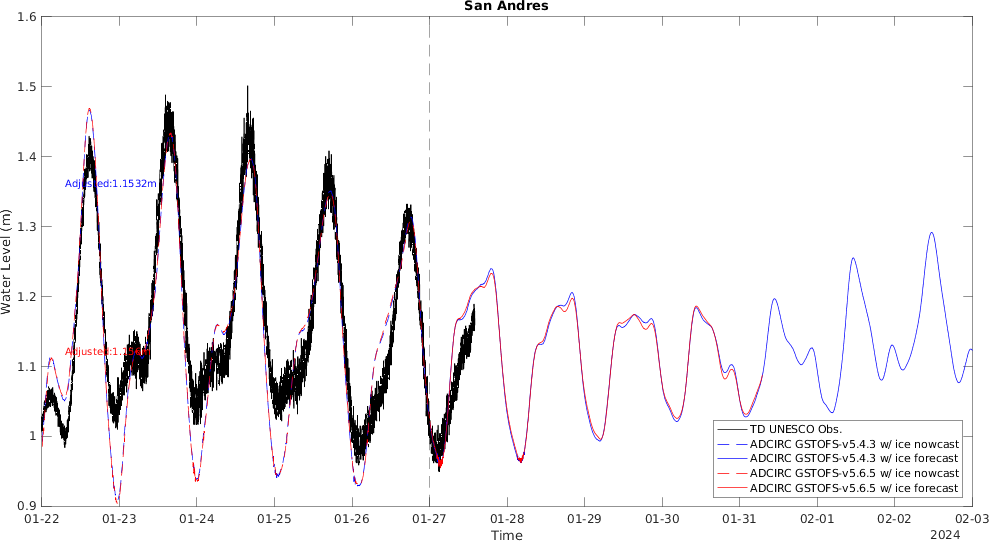 San Andres
1.6
1.5
1.4
1.3
1.2
1.1
1
0.9
Water Level (m)
Adjusted:1.1532m
01-22
01-23
01-24
01-25
01-26
01-27
01-28
01-29
01-30
01-31
02-01
02-02
02-03
Time
2024
TD UNESCO Obs.
ADCIRC GSTOFS-v5.4.3 w/ ice nowcast
ADCIRC GSTOFS-v5.4.3 w/ ice forecast
ADCIRC GSTOFS-v5.6.5 w/ ice nowcast
ADCIRC GSTOFS-v5.6.5 w/ ice forecast